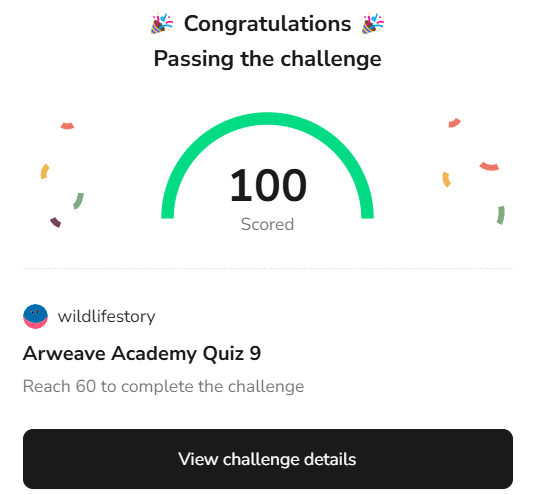 🎉 Congratulations 🎉
Passing the challenge
100
Scored
wildlifestory
Arweave Academy Quiz 9
Reach 60 to complete the challenge
View challenge details